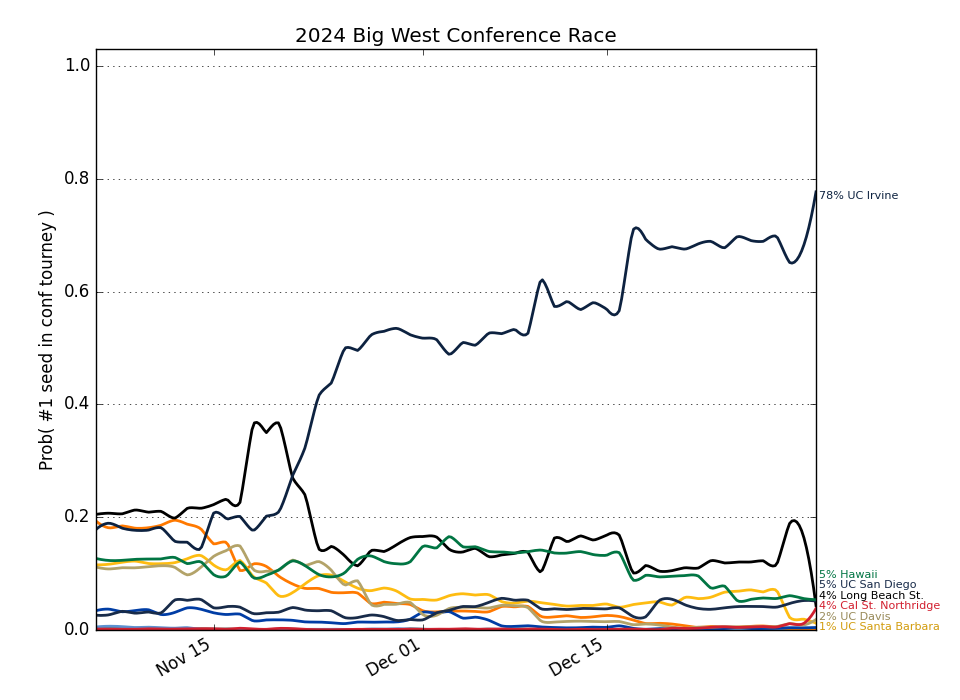 2024 Big West Conference Race
Prob( #1 seed in conf tourney )
1.0
0.8
0.6
0.4
0.2
0.0
Nov 15
Dec 01
Dec 15
78% UC Irvine
5% Hawaii
5% UC San Diego
4% Long Beach St.
4% Cal St. Northridge
2% UC Davis
1% UC Santa Barbara